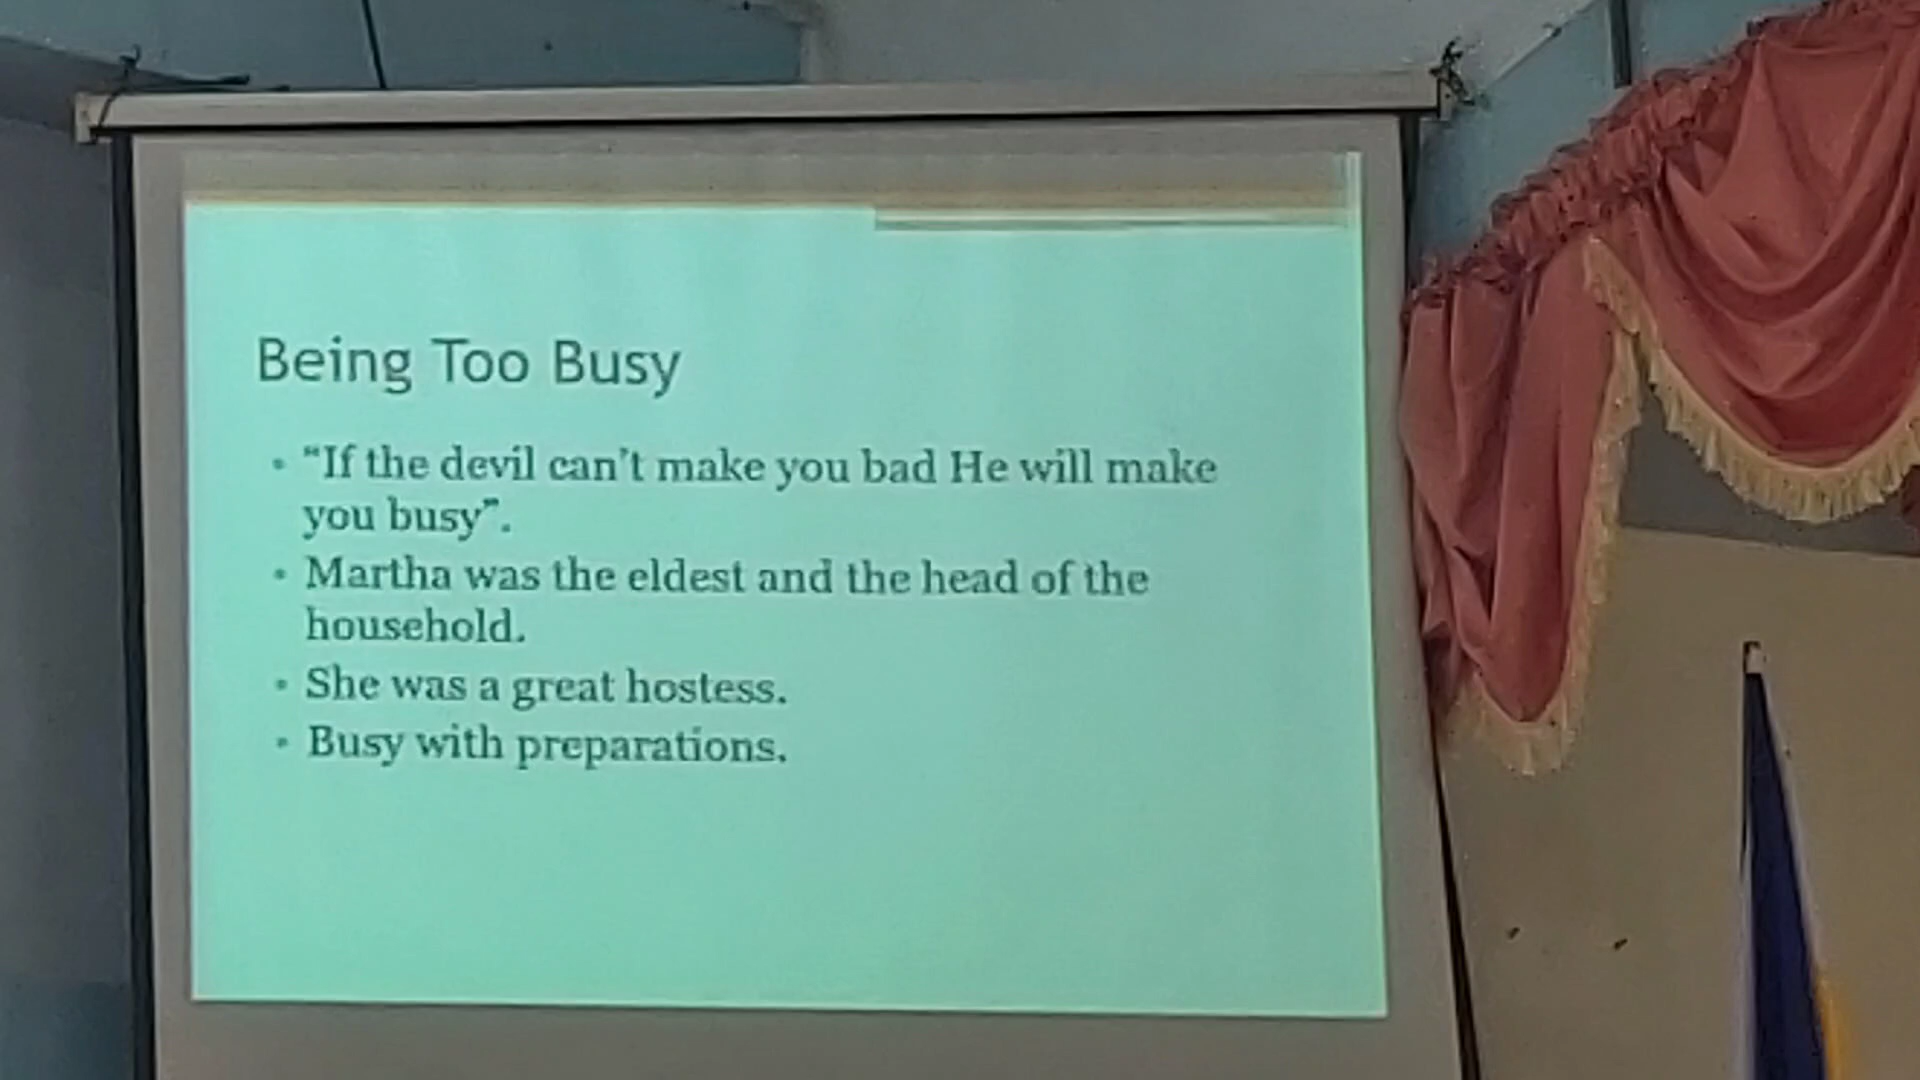 Being Too Busy
• "If the devil can't make you bad He will make
you busy".
• Martha was the eldest and the head of the
household.
• She was a great hostess.
• Busy with preparations.